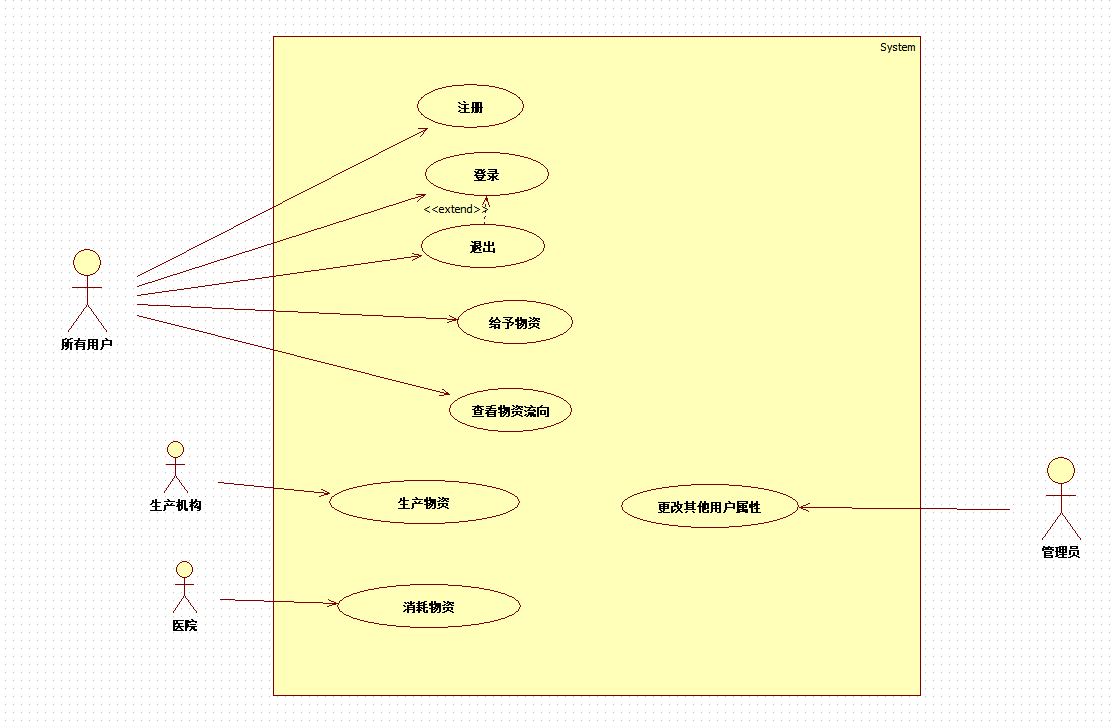 System
注册
登录
<<extend>>
退出
所有用户
给予物资
查看物资流向
生产机构
生产物资
更改其他用户属性
管理员
医院
消耗物资